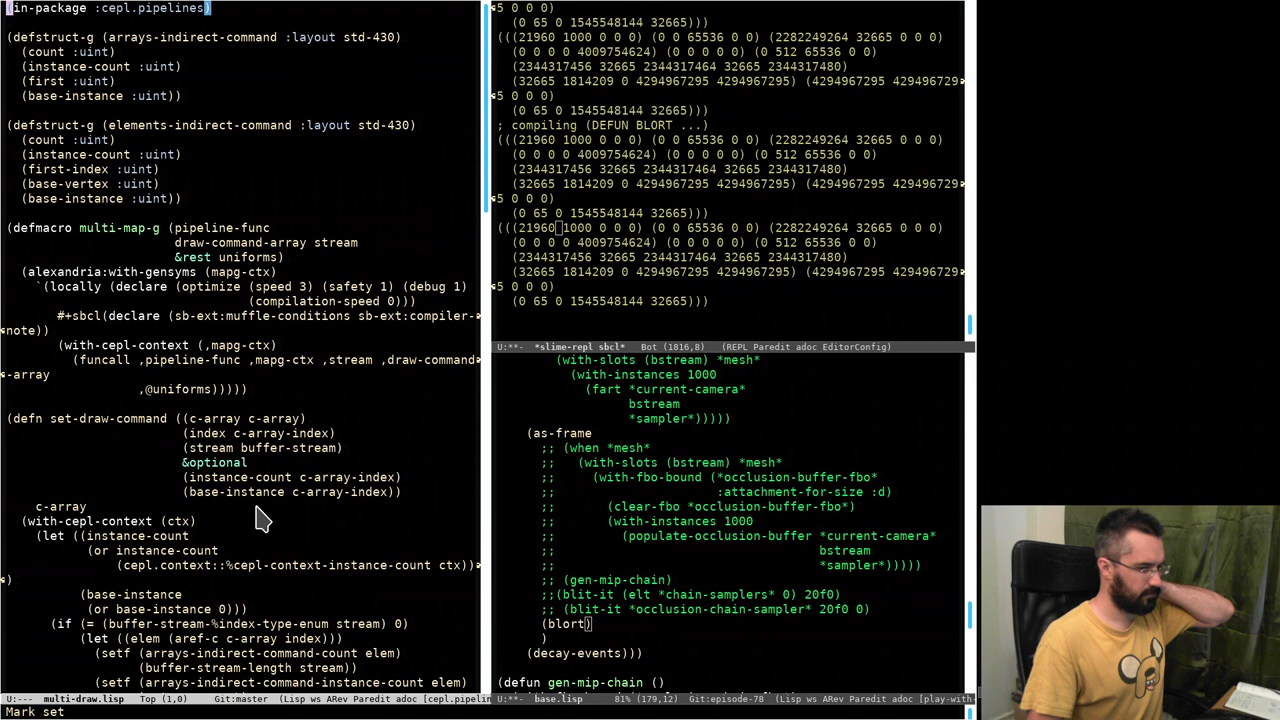 (in-package :cepl.pipelines)
(defstruct-g (arrays-indirect-command :layout std-430)
(count :uint)
(instance-count :uint)
(first :uint)
(base-instance :uint))
(defstruct-g (elements-indirect-command :layout std-430)
(count :uint)
(instance-count :uint)
(first-index :uint)
(base-vertex :uint)
(base-instance :uint))
(defmacro multi-map-g (pipeline-func
draw-command-array stream
&rest uniforms)
(alexandria:with-gensyms (mapg-ctx)
`(locally (declare (optimize (speed 3) (safety 1) (debug 1)
(compilation-speed 0)))
#+sbcl(declare (sb-ext:muffle-conditions sb-ext:compiler-
note))
(with-cepl-context (,mapg-ctx)
(funcall ,pipeline-func ,mapg-ctx ,stream ,draw-command
-array
,@uniforms)))))
(defn set-draw-command ((c-array c-array)
(index c-array-index)
(stream buffer-stream)
&optional
(instance-count c-array-index)
(base-instance c-array-index))
c-array
(with-cepl-context (ctx)
(let ((instance-count
(or instance-count
(cepl.context::%cepl-context-instance-count ctx))
)
(base-instance
(or base-instance 0)))
(if (= (buffer-stream-%index-type-enum stream) 0)
(let ((elem (aref-c c-array index)))
(setf (arrays-indirect-command-count elem)
(buffer-stream-length stream))
(setf (arrays-indirect-command-instance-count elem)
U:--- multi-draw.lisp Top (1,0) Git:master (Lisp ws ARev Paredit adoc [cepl.pipelin
Mark set
5 0 0 0)
(0 65 0 1545548144 32665)))
(((21960 1000 0 0 0) (0 0 65536 0 0) (2282249264 32665 0 0 0)
(0 0 0 0 4009754624) (0 0 0 0 0) (0 512 65536 0 0)
(2344317456 32665 2344317464 32665 2344317480)
(32665 1814209 0 4294967295 4294967295) (4294967295 429496729
5 0 0 0)
(0 65 0 1545548144 32665)))
; compiling (DEFUN BLORT ...)
(((21960 1000 0 0 0) (0 0 65536 0 0) (2282249264 32665 0 0 0)
(0 0 0 0 4009754624) (0 0 0 0 0) (0 512 65536 0 0)
(2344317456 32665 2344317464 32665 2344317480)
(32665 1814209 0 4294967295 4294967295) (4294967295 429496729
5 0 0 0)
(0 65 0 1545548144 32665)))
(((21960 1000 0 0 0) (0 0 65536 0 0) (2282249264 32665 0 0 0)
(0 0 0 0 4009754624) (0 0 0 0 0) (0 512 65536 0 0)
(2344317456 32665 2344317464 32665 2344317480)
(32665 1814209 0 4294967295 4294967295) (4294967295 429496729
5 0 0 0)
(0 65 0 1545548144 32665)))
U:**- *slime-repl sbcl* Bot (1816,8) (REPL Paredit adoc EditorConfig)
(with-slots (bstream) *mesh*
(with-instances 1000
(fart *current-camera*
bstream
*sampler*)))))
(as-frame
;; (when *mesh*
;; (with-slots (bstream) *mesh*
;; (with-fbo-bound (*occlusion-buffer-fbo*
;; :attachment-for-size :d)
;; (clear-fbo *occlusion-buffer-fbo*)
;; (with-instances 1000
;; (populate-occlusion-buffer *current-camera*
;; bstream
;; *sampler*)))))
;; (gen-mip-chain)
;;(blit-it (elt *chain-samplers* 0) 20f0)
;; (blit-it *occlusion-chain-sampler* 20f0 0)
(blort)
)
(decay-events)))
(defun gen-mip-chain ()
U:**- base.lisp 81% (179,12) Git:episode-78 (Lisp ws ARev Paredit adoc [play-with